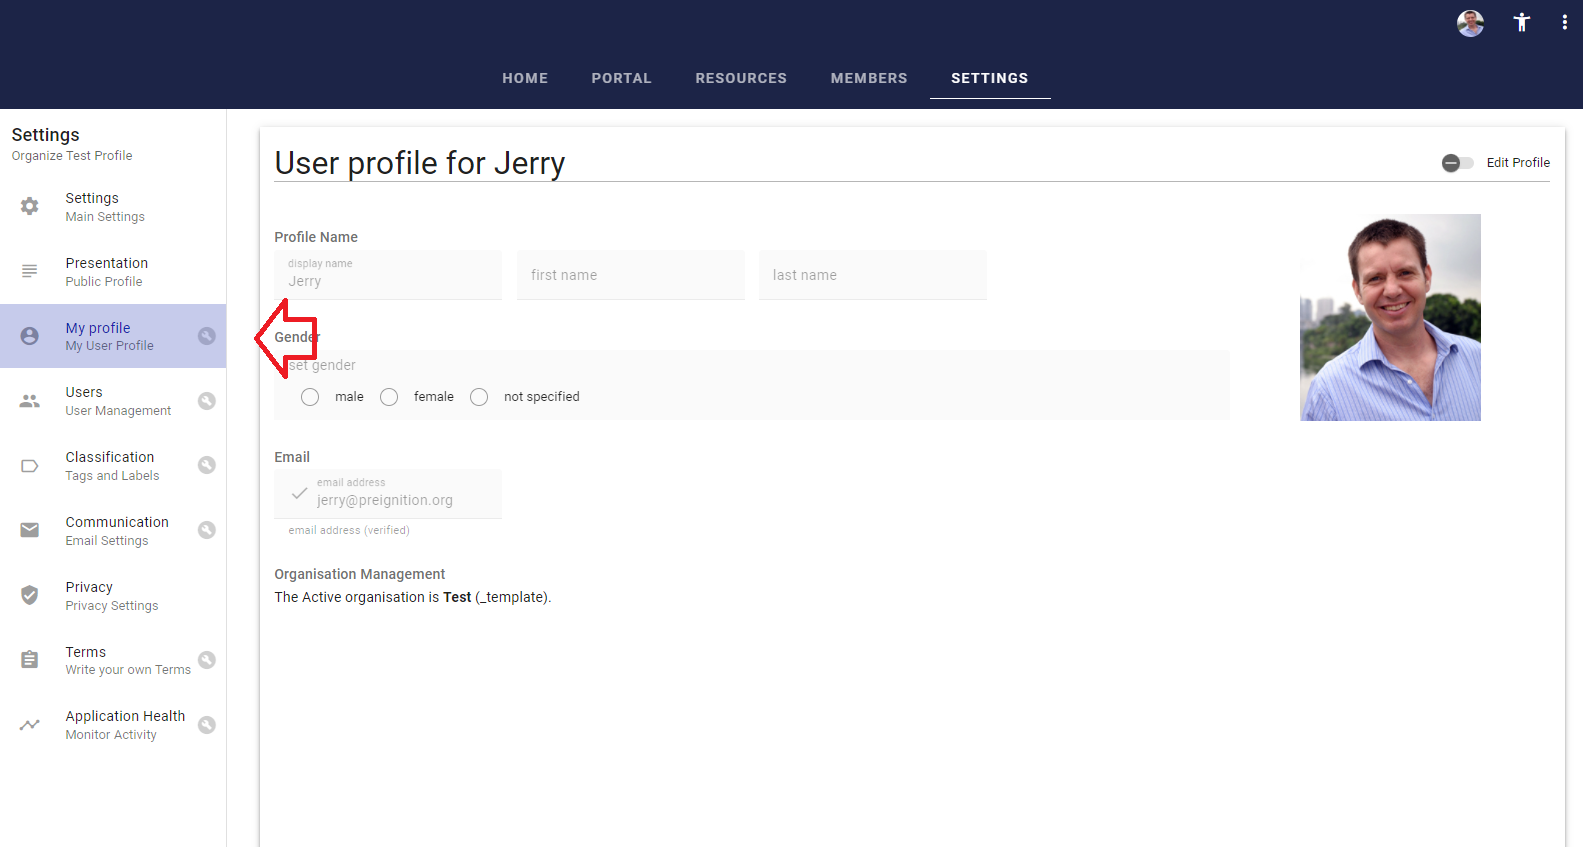 HOME PORTAL RESOURCES MEMBERS SETTINGS
Settings
Organize Test Profile
Settings
Main Settings
Presentation
Public Profile
My profile
My User Profile
Users
User Management
Classification
Tags and Labels
Communication
Email Settings
Privacy
Privacy Settings
Terms
Write your own Terms
Application Health
Monitor Activity
User profile for Jerry
Edit Profile
Profile Name
display name
Jerry
first name
last name
Gender
set gender
male female not specified
Email
email address
jerry@preignition.org
email address (verified)
Organisation Management
The Active organisation is Test (_template).